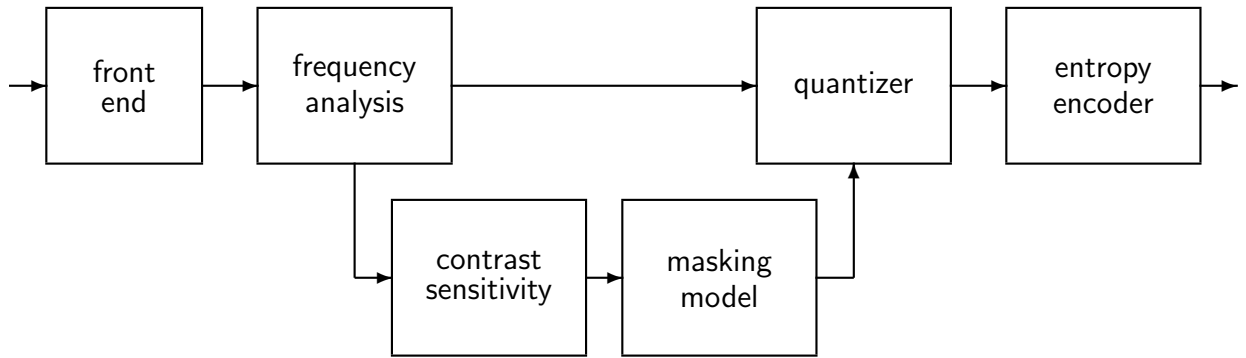 front
end
frequency
analysis
quantizer
entropy
encoder
contrast
sensitivity
masking
model